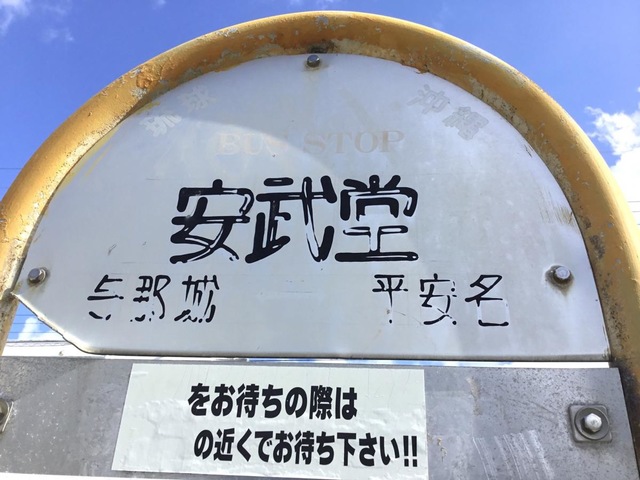 琉球 沖縄
BUS STOP
安武堂
与那城 平安名
をお待ちの際は
の近くでお待ち下さい!!